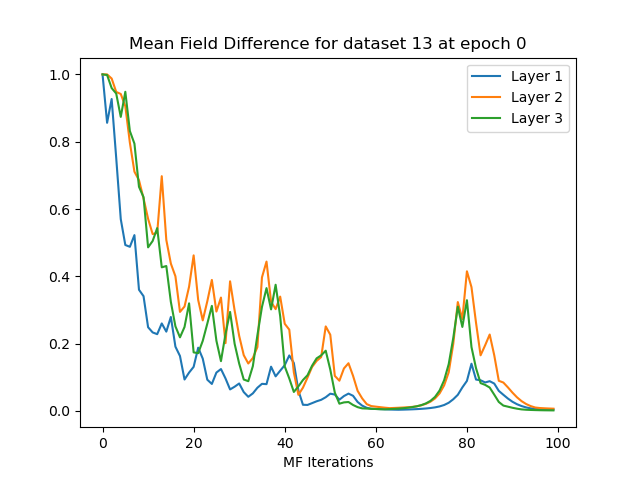 Mean Field Difference for dataset 13 at epoch 0
Layer 1
Layer 2
Layer 3
1.0
0.8
0.6
0.4
0.2
0.0
0 20 40 60 80 100
MF Iterations